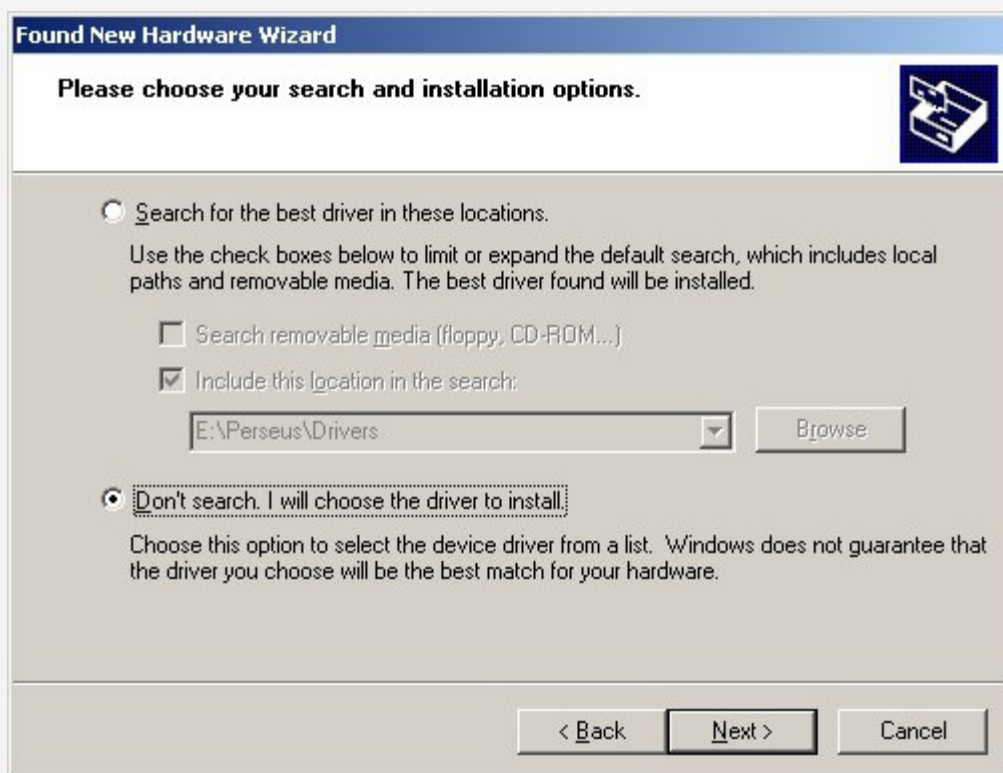 Found New Hardware Wizard
Please choose your search and installation options.
Search for the best driver in these locations.
Use the check boxes below to limit or expand the default search, which includes local
paths and removable media. The best driver found will be installed.
Search removable media (floppy, CD-ROM...)
Include this location in the search:
E:\Perseus\Drivers
Browse
Don't search. I will choose the driver to install.
Choose this option to select the device driver from a list. Windows does not guarantee that
the driver you choose will be the best match for your hardware.
< Back
Next >
Cancel